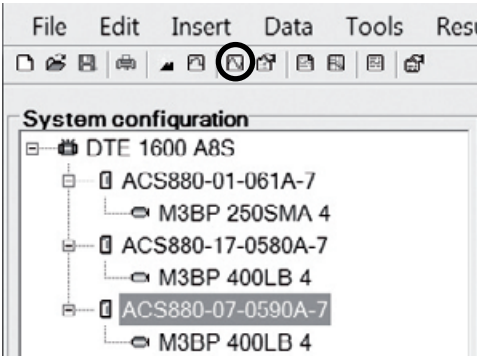 File Edit Insert Data Tools Resu
System configuration
DTE 1600 A8S
ACS880-01-061A-7
M3BP 250SMA 4
ACS880-17-0580A-7
M3BP 400LB 4
ACS880-07-0590A-7
M3BP 400LB 4